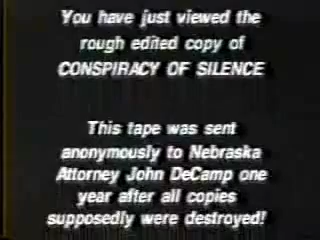 You have just viewed the
rough edited copy of
CONSPIRACY OF SILENCE
This tape was sent
anonymously to Nebraska
Attorney John DeCamp one
year after all copies
supposedly were destroyed!